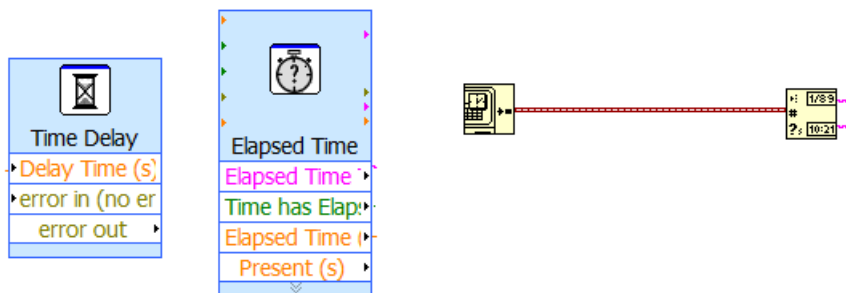 Time Delay
Delay Time (s)
error in (no er
error out
?
Elapsed Time
Elapsed Time T
Time has Elaps
Elapsed Time (
Present (s)
1/89
#
?s 10:21